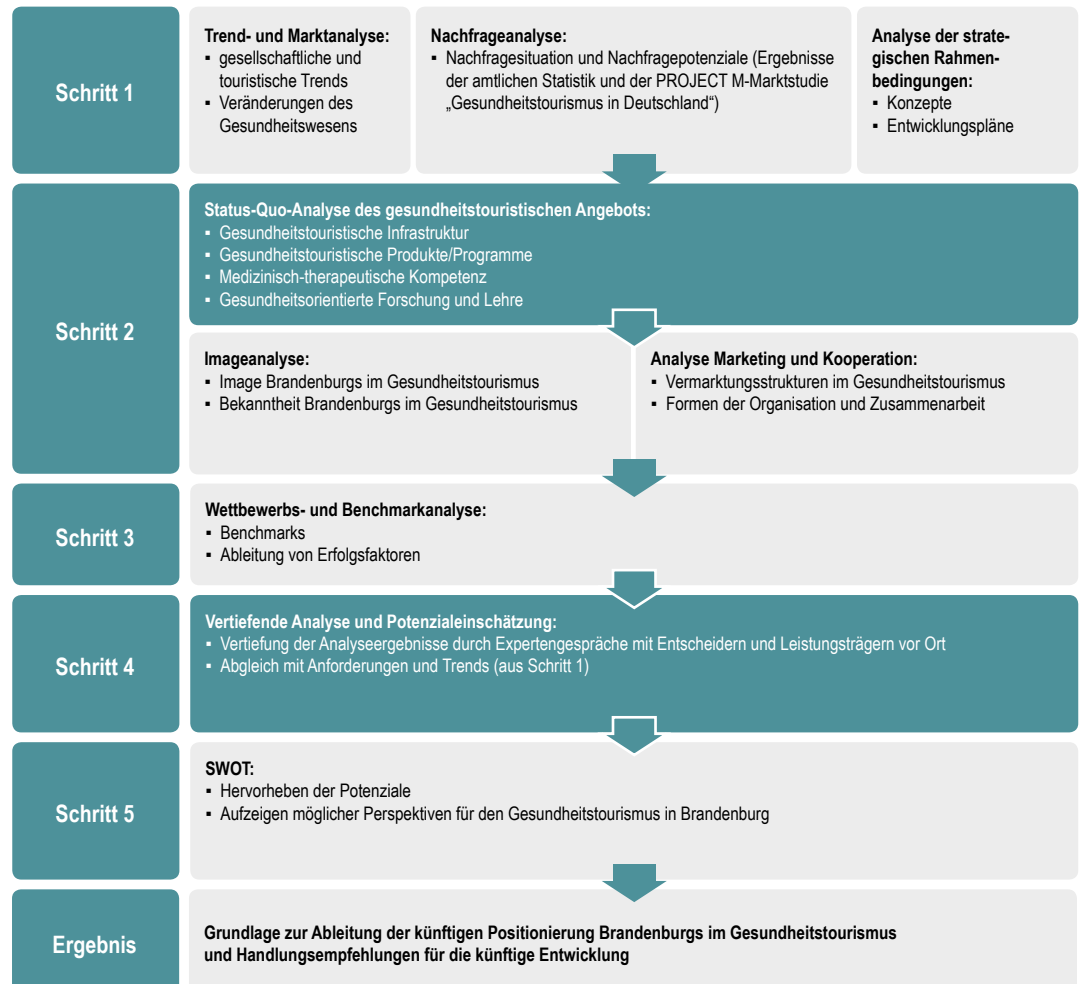 Schritt 1
Trend- und Marktanalyse:
▪ gesellschaftliche und
touristische Trends
▪ Veränderungen des
Gesundheitswesens
Nachfrageanalyse:
▪ Nachfragesituation und Nachfragepotenziale (Ergebnisse
der amtlichen Statistik und der PROJECT M-Marktstudie
„Gesundheitstourismus in Deutschland“)
Analyse der strate-
gischen Rahmen-
bedingungen:
▪ Konzepte
▪ Entwicklungspläne
Schritt 2
Status-Quo-Analyse des gesundheitstouristischen Angebots:
▪ Gesundheitstouristische Infrastruktur
▪ Gesundheitstouristische Produkte/Programme
▪ Medizinisch-therapeutische Kompetenz
▪ Gesundheitsorientierte Forschung und Lehre
Imageanalyse:
▪ Image Brandenburgs im Gesundheitstourismus
▪ Bekanntheit Brandenburgs im Gesundheitstourismus
Analyse Marketing und Kooperation:
▪ Vermarktungsstrukturen im Gesundheitstourismus
▪ Formen der Organisation und Zusammenarbeit
Schritt 3
Wettbewerbs- und Benchmarkanalyse:
▪ Benchmarks
▪ Ableitung von Erfolgsfaktoren
Schritt 4
Vertiefende Analyse und Potenzialeinschätzung:
▪ Vertiefung der Analyseergebnisse durch Expertengespräche mit Entscheidern und Leistungsträgern vor Ort
▪ Abgleich mit Anforderungen und Trends (aus Schritt 1)
Schritt 5
SWOT:
▪ Hervorheben der Potenziale
▪ Aufzeigen möglicher Perspektiven für den Gesundheitstourismus in Brandenburg
Ergebnis
Grundlage zur Ableitung der künftigen Positionierung Brandenburgs im Gesundheitstourismus
und Handlungsempfehlungen für die künftige Entwicklung